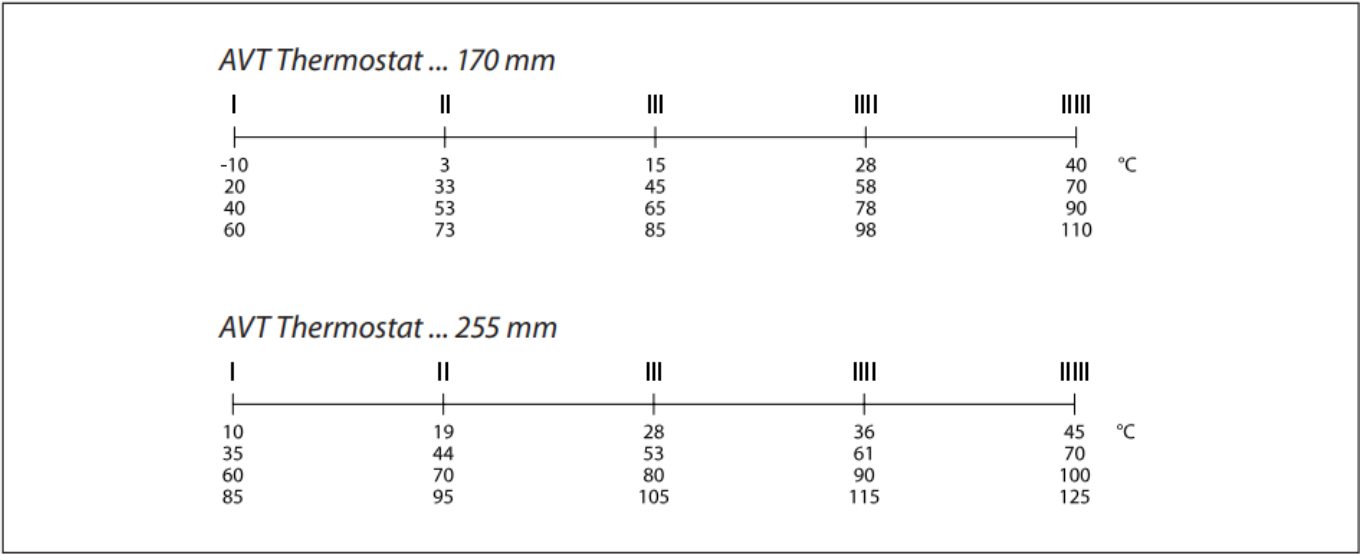 AVT Thermostat ... 170 mm
I II III IIII IIIII
-10 3 15 28 40 °C
20 33 45 58 70
40 53 65 78 90
60 73 85 98 110
AVT Thermostat ... 255 mm
I II III IIII IIIII
10 19 28 36 45 °C
35 44 53 61 70
60 70 80 90 100
85 95 105 115 125